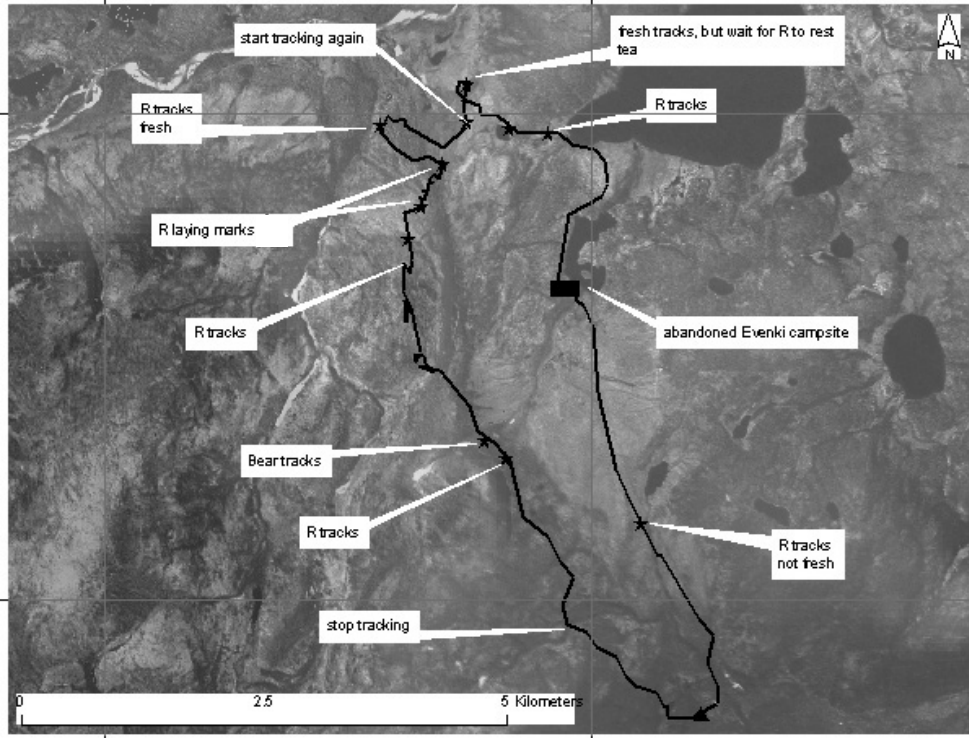 start tracking again
fresh tracks, but wait for R to rest
tea
N
R tracks
fresh
R tracks
R laying marks
R tracks
abandoned Evenki campsite
Bear tracks
R tracks
R tracks
not fresh
stop tracking
0 2.5 5 Kilometers